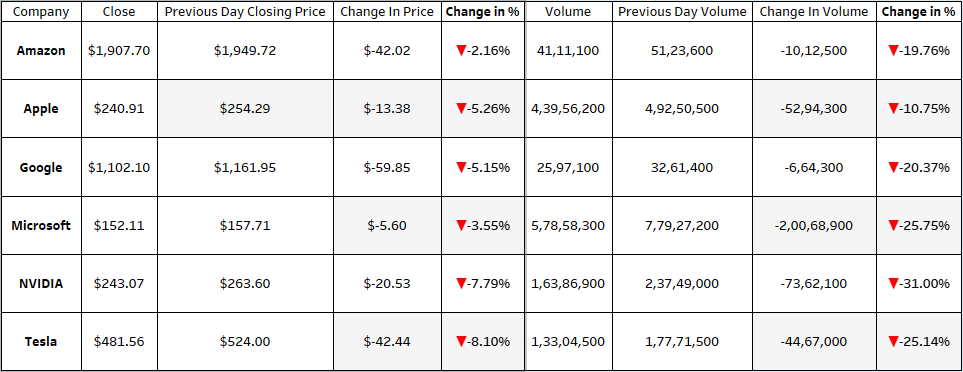 Company Close Previous Day Closing Price Change In Price Change in % Volume Previous Day Volume Change In Volume Change in %
Amazon $1,907.70 $1,949.72 $-42.02 ▼-2.16% 41,11,100 51,23,600 -10,12,500 ▼-19.76%
Apple $240.91 $254.29 $-13.38 ▼-5.26% 4,39,56,200 4,92,50,500 -52,94,300 ▼-10.75%
Google $1,102.10 $1,161.95 $-59.85 ▼-5.15% 25,97,100 32,61,400 -6,64,300 ▼-20.37%
Microsoft $152.11 $157.71 $-5.60 ▼-3.55% 5,78,58,300 7,79,27,200 -2,00,68,900 ▼-25.75%
NVIDIA $243.07 $263.60 $-20.53 ▼-7.79% 1,63,86,900 2,37,49,000 -73,62,100 ▼-31.00%
Tesla $481.56 $524.00 $-42.44 ▼-8.10% 1,33,04,500 1,77,71,500 -44,67,000 ▼-25.14%